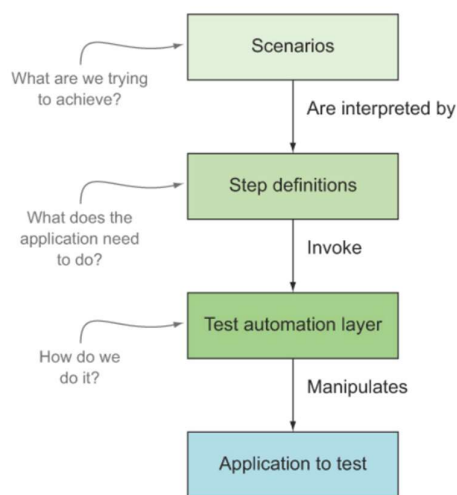 Scenarios
What are we trying
to achieve?
Are interpreted by
Step definitions
What does the
application need
to do?
Invoke
Test automation layer
How do we
do it?
Manipulates
Application to test